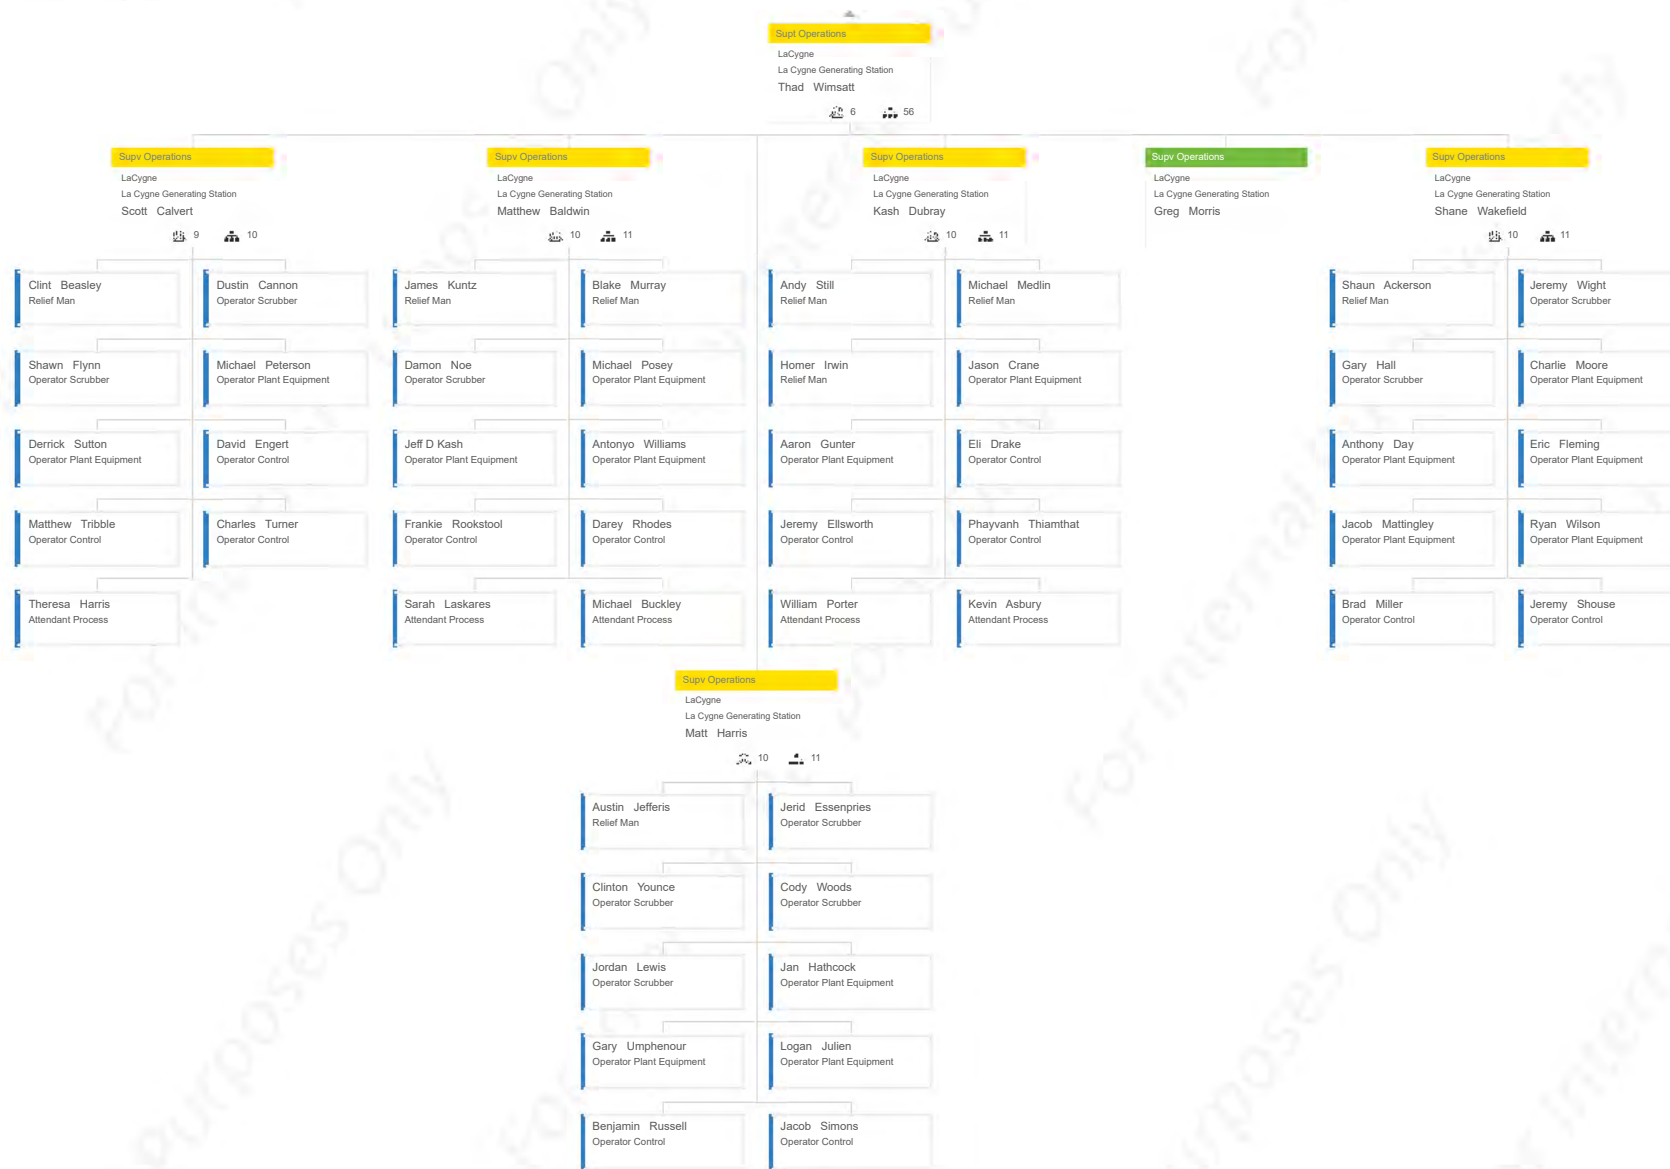 Supt Operations
LaCygne
La Cygne Generating Station
Thad Wimsatt
6 56
Supv Operations
LaCygne
La Cygne Generating Station
Scott Calvert
9 10
Clint Beasley
Relief Man
Dustin Cannon
Operator Scrubber
Shawn Flynn
Operator Scrubber
Michael Peterson
Operator Plant Equipment
Derrick Sutton
Operator Plant Equipment
David Engert
Operator Control
Matthew Tribble
Operator Control
Charles Turner
Operator Control
Theresa Harris
Attendant Process
Supv Operations
LaCygne
La Cygne Generating Station
Matthew Baldwin
10 11
James Kuntz
Relief Man
Blake Murray
Relief Man
Damon Noe
Operator Scrubber
Michael Posey
Operator Plant Equipment
Jeff D Kash
Operator Plant Equipment
Antonyo Williams
Operator Plant Equipment
Frankie Rookstool
Operator Control
Darey Rhodes
Operator Control
Sarah Laskares
Attendant Process
Michael Buckley
Attendant Process
Supv Operations
LaCygne
La Cygne Generating Station
Kash Dubray
10 11
Andy Still
Relief Man
Michael Medlin
Relief Man
Homer Irwin
Relief Man
Jason Crane
Operator Plant Equipment
Aaron Gunter
Operator Plant Equipment
Eli Drake
Operator Control
Jeremy Ellsworth
Operator Control
Phayvanh Thiamthat
Operator Control
William Porter
Attendant Process
Kevin Asbury
Attendant Process
Supv Operations
LaCygne
La Cygne Generating Station
Greg Morris
Supv Operations
LaCygne
La Cygne Generating Station
Shane Wakefield
10 11
Shaun Ackerson
Relief Man
Jeremy Wight
Operator Scrubber
Gary Hall
Operator Scrubber
Charlie Moore
Operator Plant Equipment
Anthony Day
Operator Plant Equipment
Eric Fleming
Operator Plant Equipment
Jacob Mattingley
Operator Plant Equipment
Ryan Wilson
Operator Plant Equipment
Brad Miller
Operator Control
Jeremy Shouse
Operator Control
Supv Operations
LaCygne
La Cygne Generating Station
Matt Harris
10 11
Austin Jefferis
Relief Man
Jerid Essenpries
Operator Scrubber
Clinton Younce
Operator Scrubber
Cody Woods
Operator Scrubber
Jordan Lewis
Operator Scrubber
Jan Hathcock
Operator Plant Equipment
Gary Umphenour
Operator Plant Equipment
Logan Julien
Operator Plant Equipment
Benjamin Russell
Operator Control
Jacob Simons
Operator Control